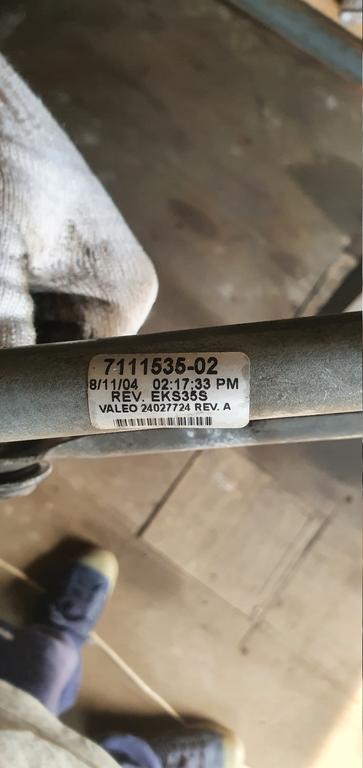 7111535-02
8/11/04 02:17:33 PM
REV. EKS35S
VALEO 24027724 REV. A